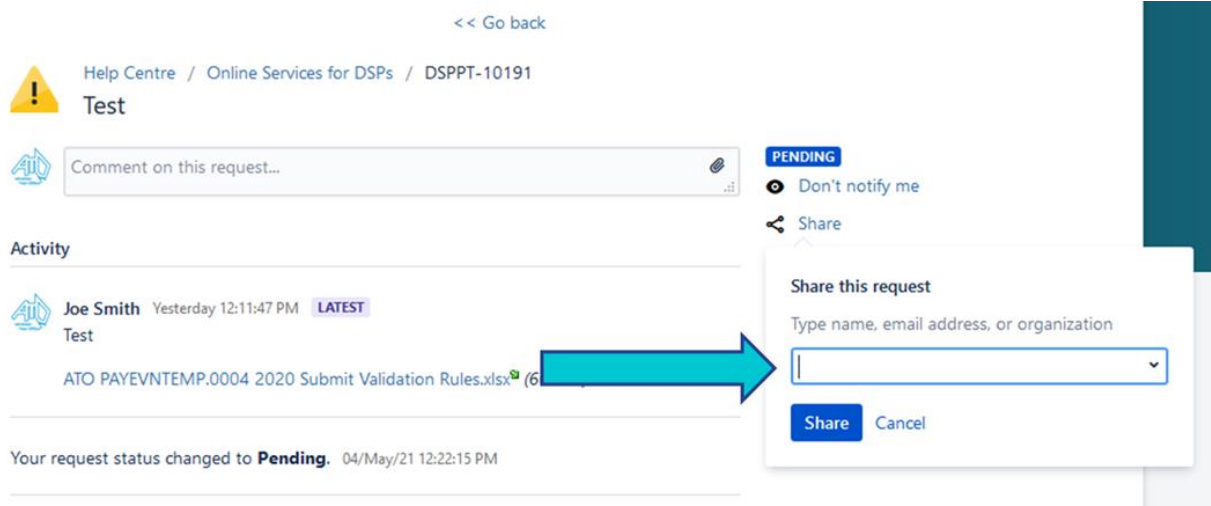 << Go back
Help Centre / Online Services for DSPs / DSPPT-10191
Test
Comment on this request...
PENDING
Don't notify me
Share
Activity
Joe Smith Yesterday 12:11:47 PM LATEST
Test
ATO PAYEVNTEMP.0004 2020 Submit Validation Rules.xlsx (6
Your request status changed to Pending. 04/May/21 12:22:15 PM
Share this request
Type name, email address, or organization
Share Cancel